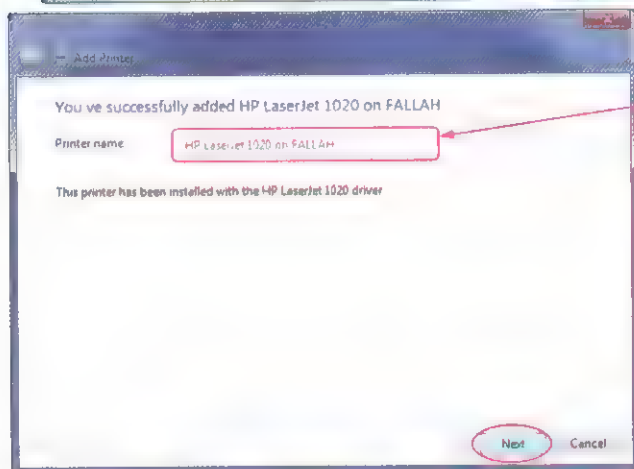 Add Printer
You ve successfully added HP LaserJet 1020 on FALLAH
Printer name
HP LaserJet 1020 on FALLAH
This printer has been installed with the HP LaserJet 1020 driver
Next Cancel